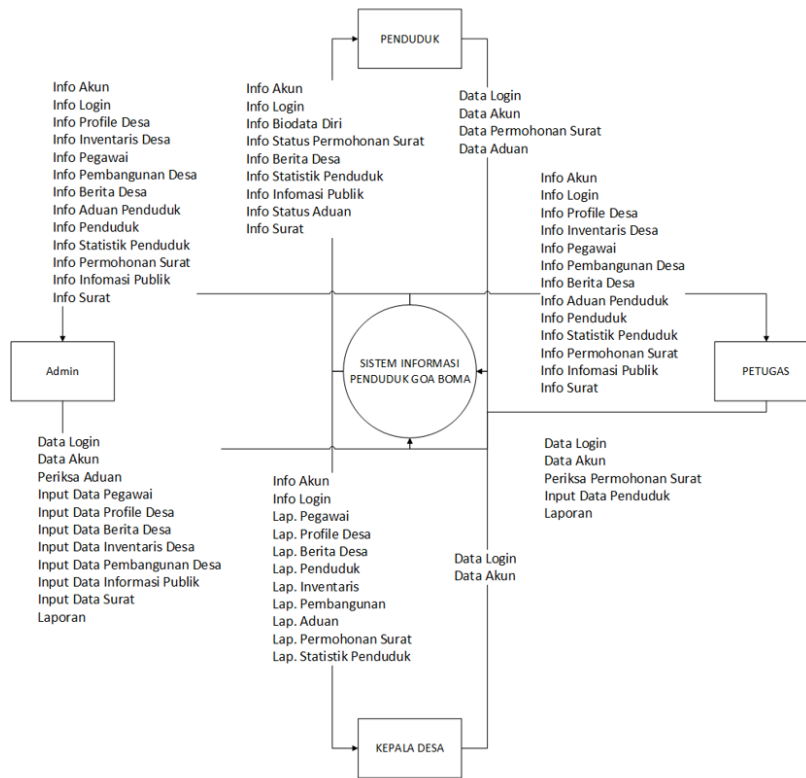 PENDUDUK
Info Akun
Info Login
Info Profile Desa
Info Inventaris Desa
Info Pegawai
Info Pembangunan Desa
Info Berita Desa
Info Aduan Penduduk
Info Penduduk
Info Statistik Penduduk
Info Permohonan Surat
Info Infomasi Publik
Info Surat
Info Akun
Info Login
Info Biodata Diri
Info Status Permohonan Surat
Info Berita Desa
Info Statistik Penduduk
Info Infomasi Publik
Info Status Aduan
Info Surat
Data Login
Data Akun
Data Permohonan Surat
Data Aduan
Info Akun
Info Login
Info Profile Desa
Info Inventaris Desa
Info Pegawai
Info Pembangunan Desa
Info Berita Desa
Info Aduan Penduduk
Info Penduduk
Info Statistik Penduduk
Info Permohonan Surat
Info Infomasi Publik
Info Surat
Admin
SISTEM INFORMASI
PENDUDUK GOA BOMA
PETUGAS
Data Login
Data Akun
Periksa Aduan
Input Data Pegawai
Input Data Profile Desa
Input Data Berita Desa
Input Data Inventaris Desa
Input Data Pembangunan Desa
Input Data Informasi Publik
Input Data Surat
Laporan
Info Akun
Info Login
Lap. Pegawai
Lap. Profile Desa
Lap. Berita Desa
Lap. Penduduk
Lap. Inventaris
Lap. Pembangunan
Lap. Aduan
Lap. Permohonan Surat
Lap. Statistik Penduduk
Data Login
Data Akun
Data Login
Data Akun
Periksa Permohonan Surat
Input Data Penduduk
Laporan
KEPALA DESA